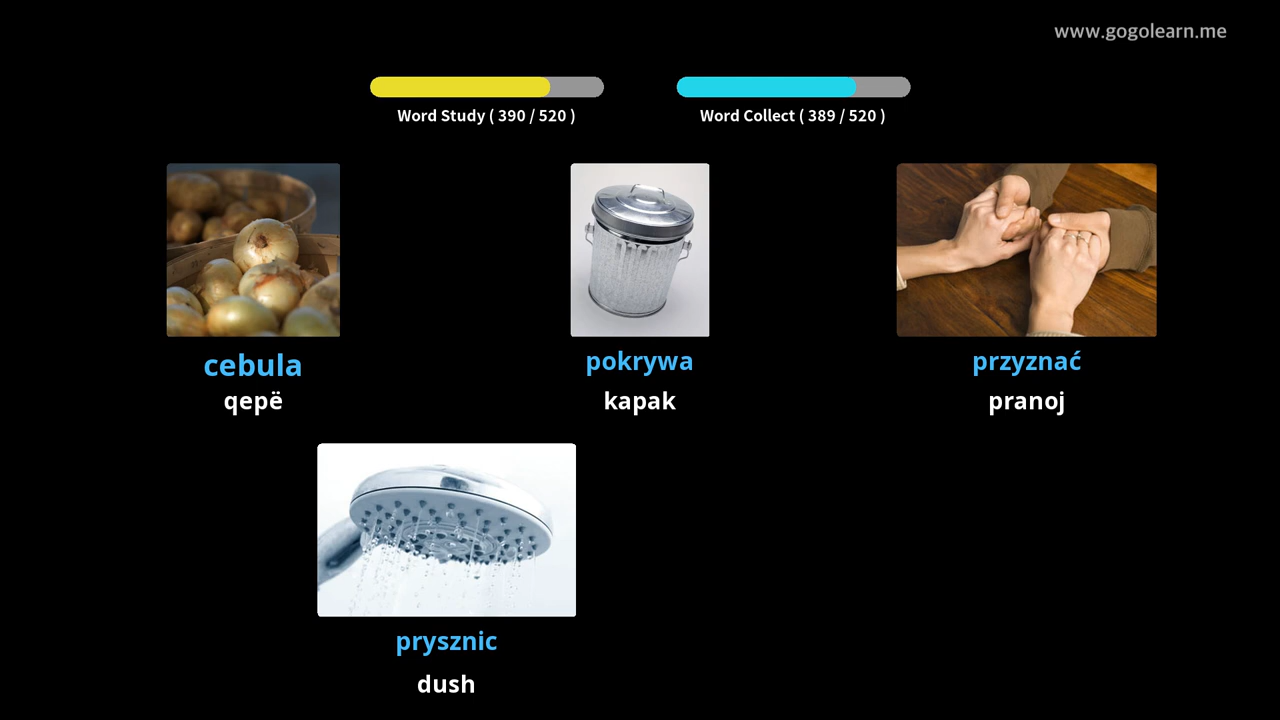 www.gogolearn.me
Word Study ( 390 / 520 )
Word Collect ( 389 / 520 )
cebula
qepë
pokrywa
kapak
przyznać
pranoj
prysznic
dush